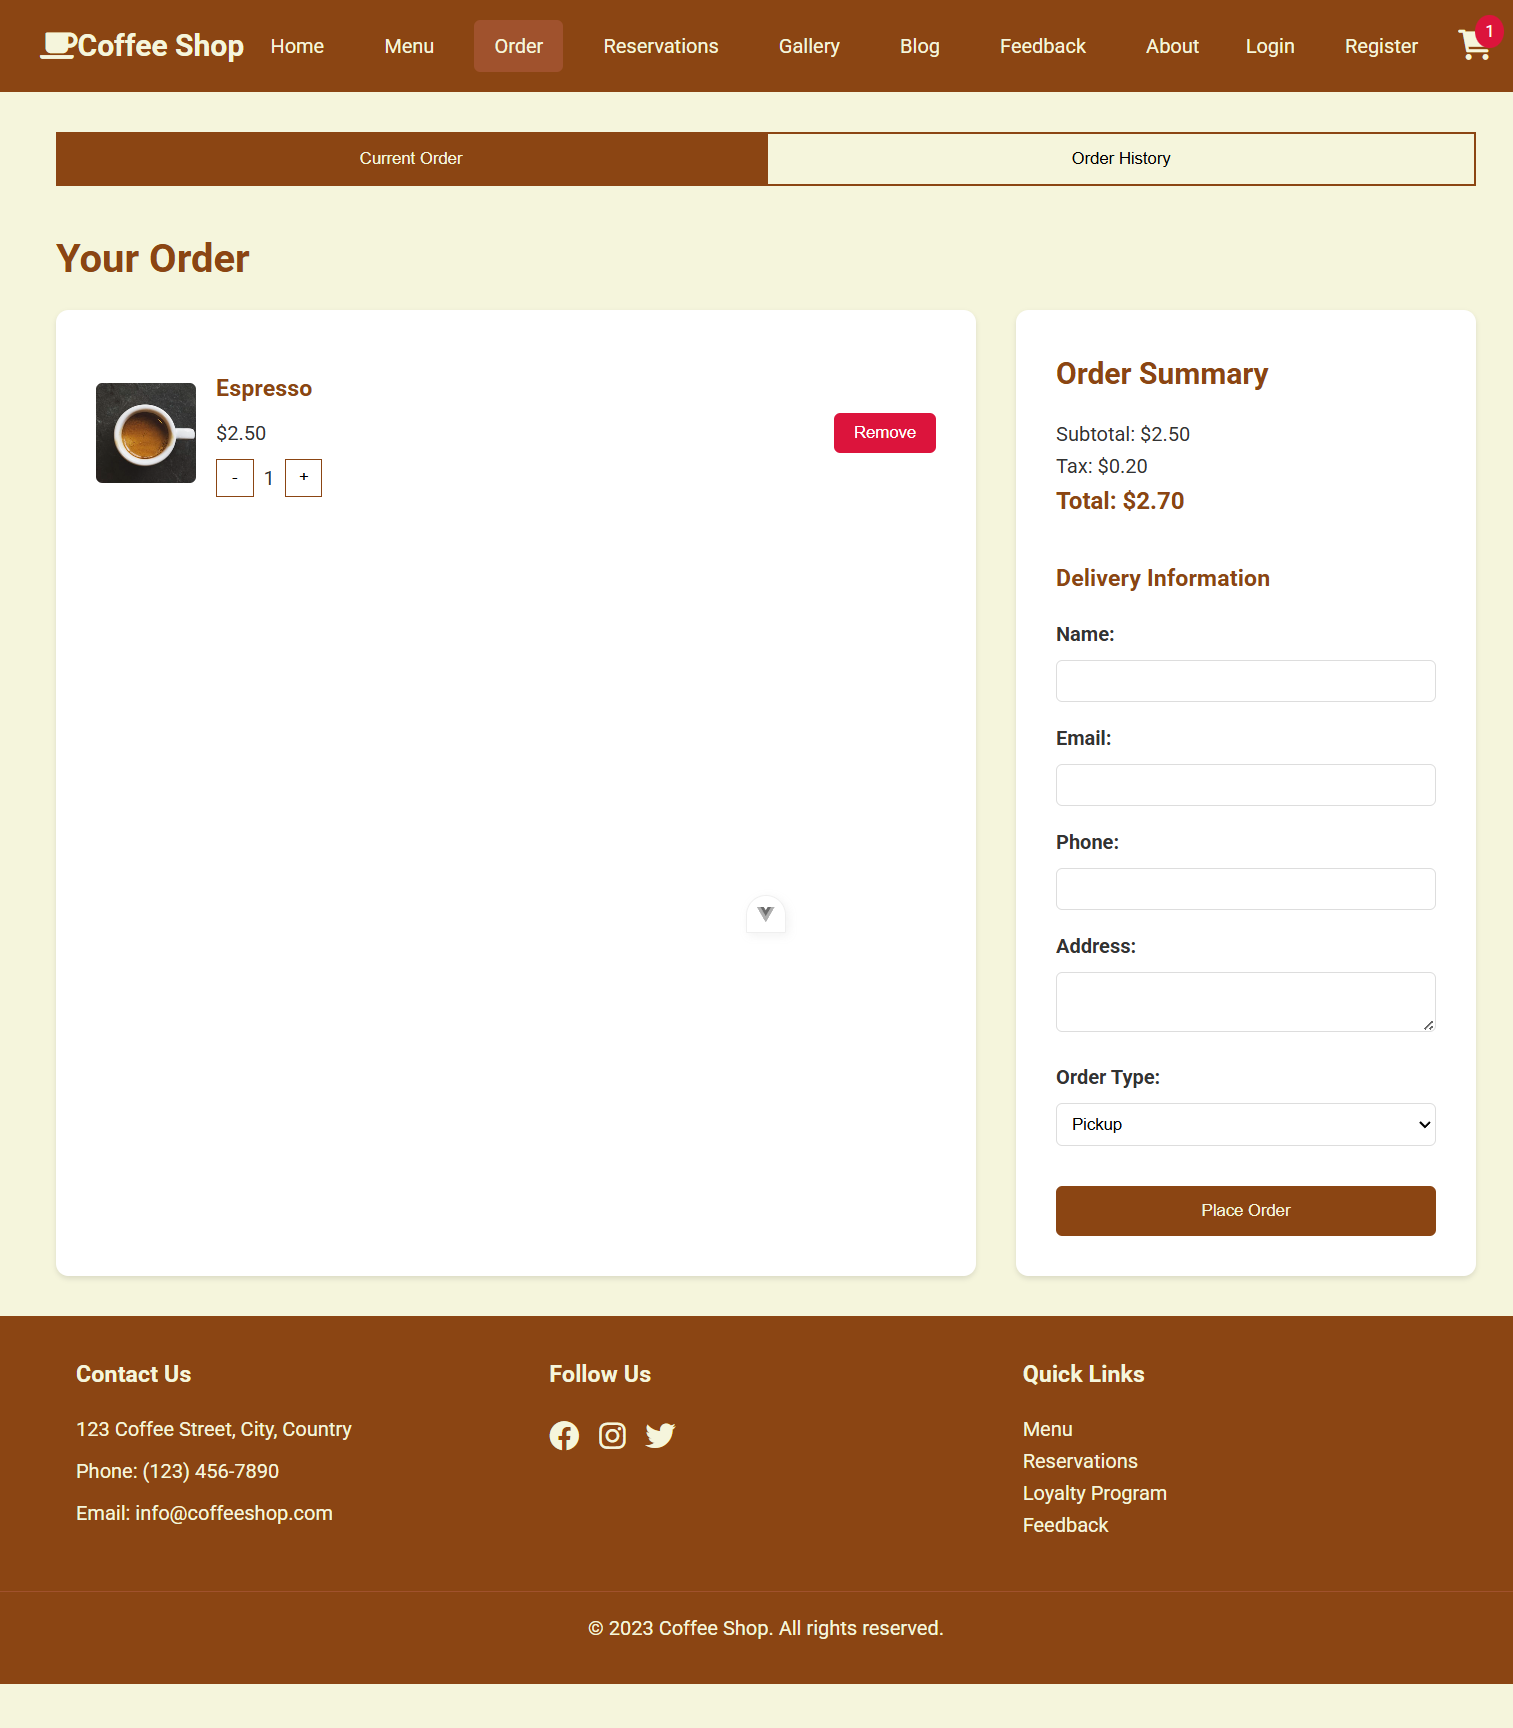 Coffee Shop Home Menu Order Reservations Gallery Blog Feedback About Login Register 1
Current Order Order History
Your Order
Espresso
$2.50
- 1 +
Remove
Order Summary
Subtotal: $2.50
Tax: $0.20
Total: $2.70
Delivery Information
Name:
Email:
Phone:
Address:
Order Type:
Pickup
Place Order
Contact Us
123 Coffee Street, City, Country
Phone: (123) 456-7890
Email: info@coffeeshop.com
Follow Us
Quick Links
Menu
Reservations
Loyalty Program
Feedback
© 2023 Coffee Shop. All rights reserved.